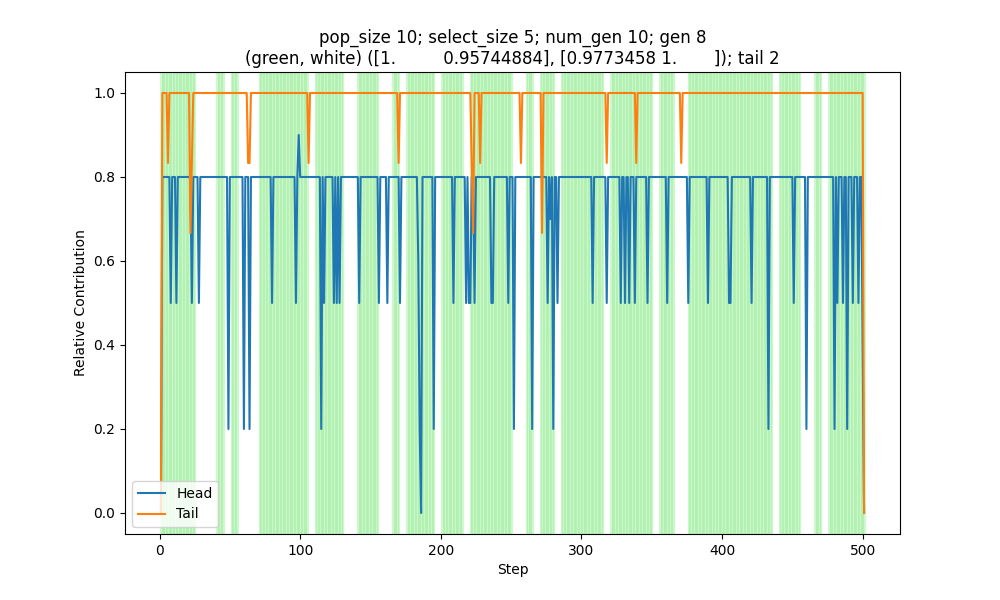 pop_size 10; select_size 5; num_gen 10; gen 8
(green, white) ([1.         0.95744884], [0.9773458 1.       ]); tail 2
1.0
0.8
0.6
0.4
0.2
0.0
Relative Contribution
Head
Tail
0
100
200
300
400
500
Step